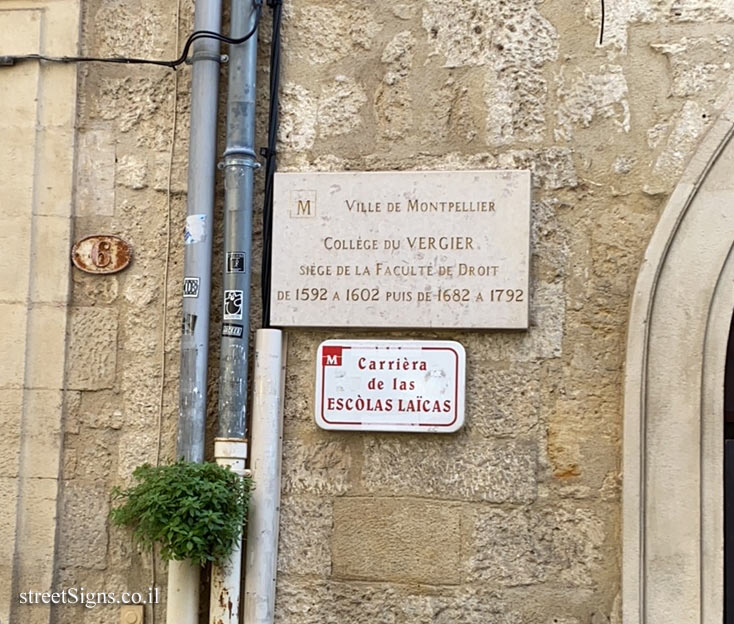 6
M VILLE DE MONTPELLIER
COLLÈGE DU VERGIER
SIÈGE DE LA FACULTÉ DE DROIT
DE 1592 A 1602 PUIS DE 1682 A 1792
M Carrièra
de las
ESCÒLAS LAÏCAS
streetSigns.co.il